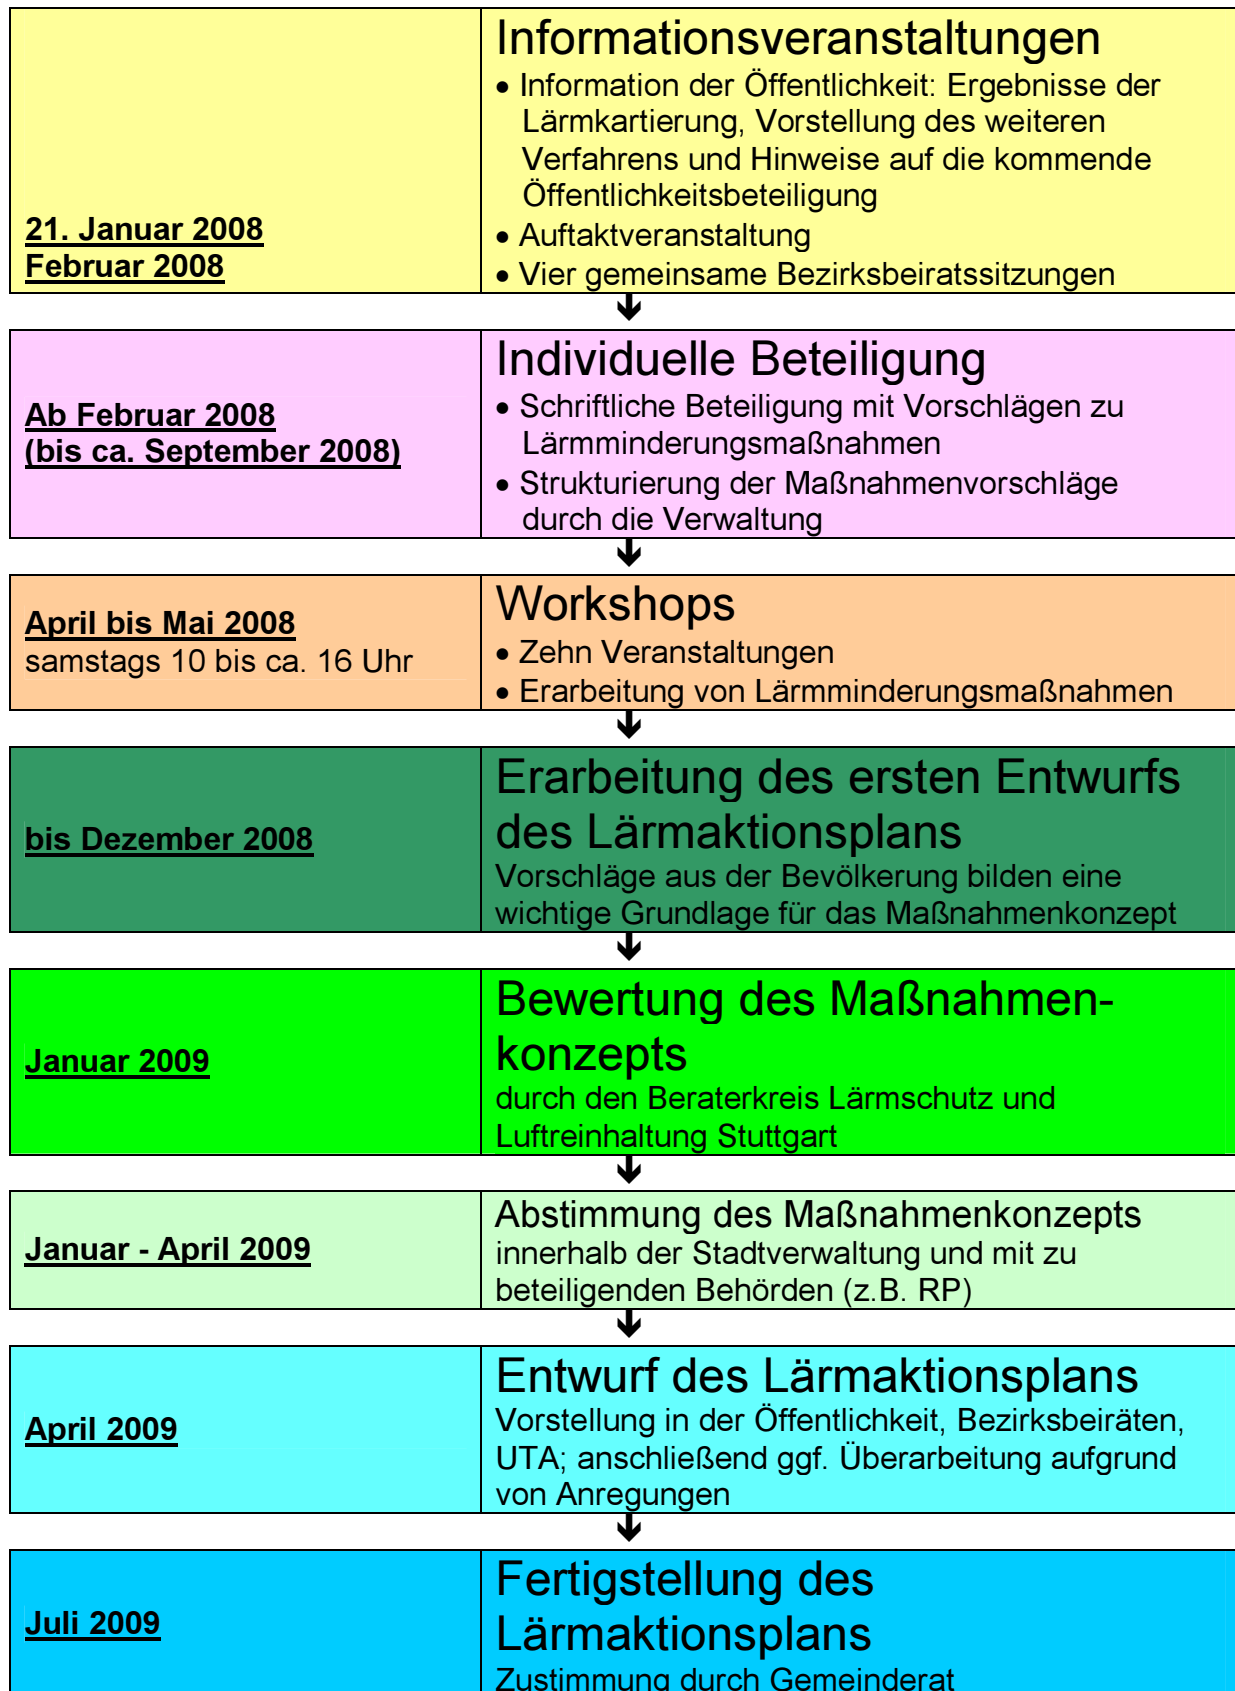 Informationsveranstaltungen
• Information der Öffentlichkeit: Ergebnisse der
Lärmkartierung, Vorstellung des weiteren
Verfahrens und Hinweise auf die kommende
Öffentlichkeitsbeteiligung
21. Januar 2008
• Auftaktveranstaltung
Februar 2008
• Vier gemeinsame Bezirksbeiratssitzungen
Ab Februar 2008
(bis ca. September 2008)
Individuelle Beteiligung
• Schriftliche Beteiligung mit Vorschlägen zu
Lärmminderungsmaßnahmen
• Strukturierung der Maßnahmenvorschläge
durch die Verwaltung
April bis Mai 2008
samstags 10 bis ca. 16 Uhr
Workshops
• Zehn Veranstaltungen
• Erarbeitung von Lärmminderungsmaßnahmen
bis Dezember 2008
Erarbeitung des ersten Entwurfs
des Lärmaktionsplans
Vorschläge aus der Bevölkerung bilden eine
wichtige Grundlage für das Maßnahmenkonzept
Januar 2009
Bewertung des Maßnahmen-
konzepts
durch den Beraterkreis Lärmschutz und
Luftreinhaltung Stuttgart
Januar - April 2009
Abstimmung des Maßnahmenkonzepts
innerhalb der Stadtverwaltung und mit zu
beteiligenden Behörden (z.B. RP)
April 2009
Entwurf des Lärmaktionsplans
Vorstellung in der Öffentlichkeit, Bezirksbeiräten,
UTA; anschließend ggf. Überarbeitung aufgrund
von Anregungen
Juli 2009
Fertigstellung des
Lärmaktionsplans
Zustimmung durch Gemeinderat